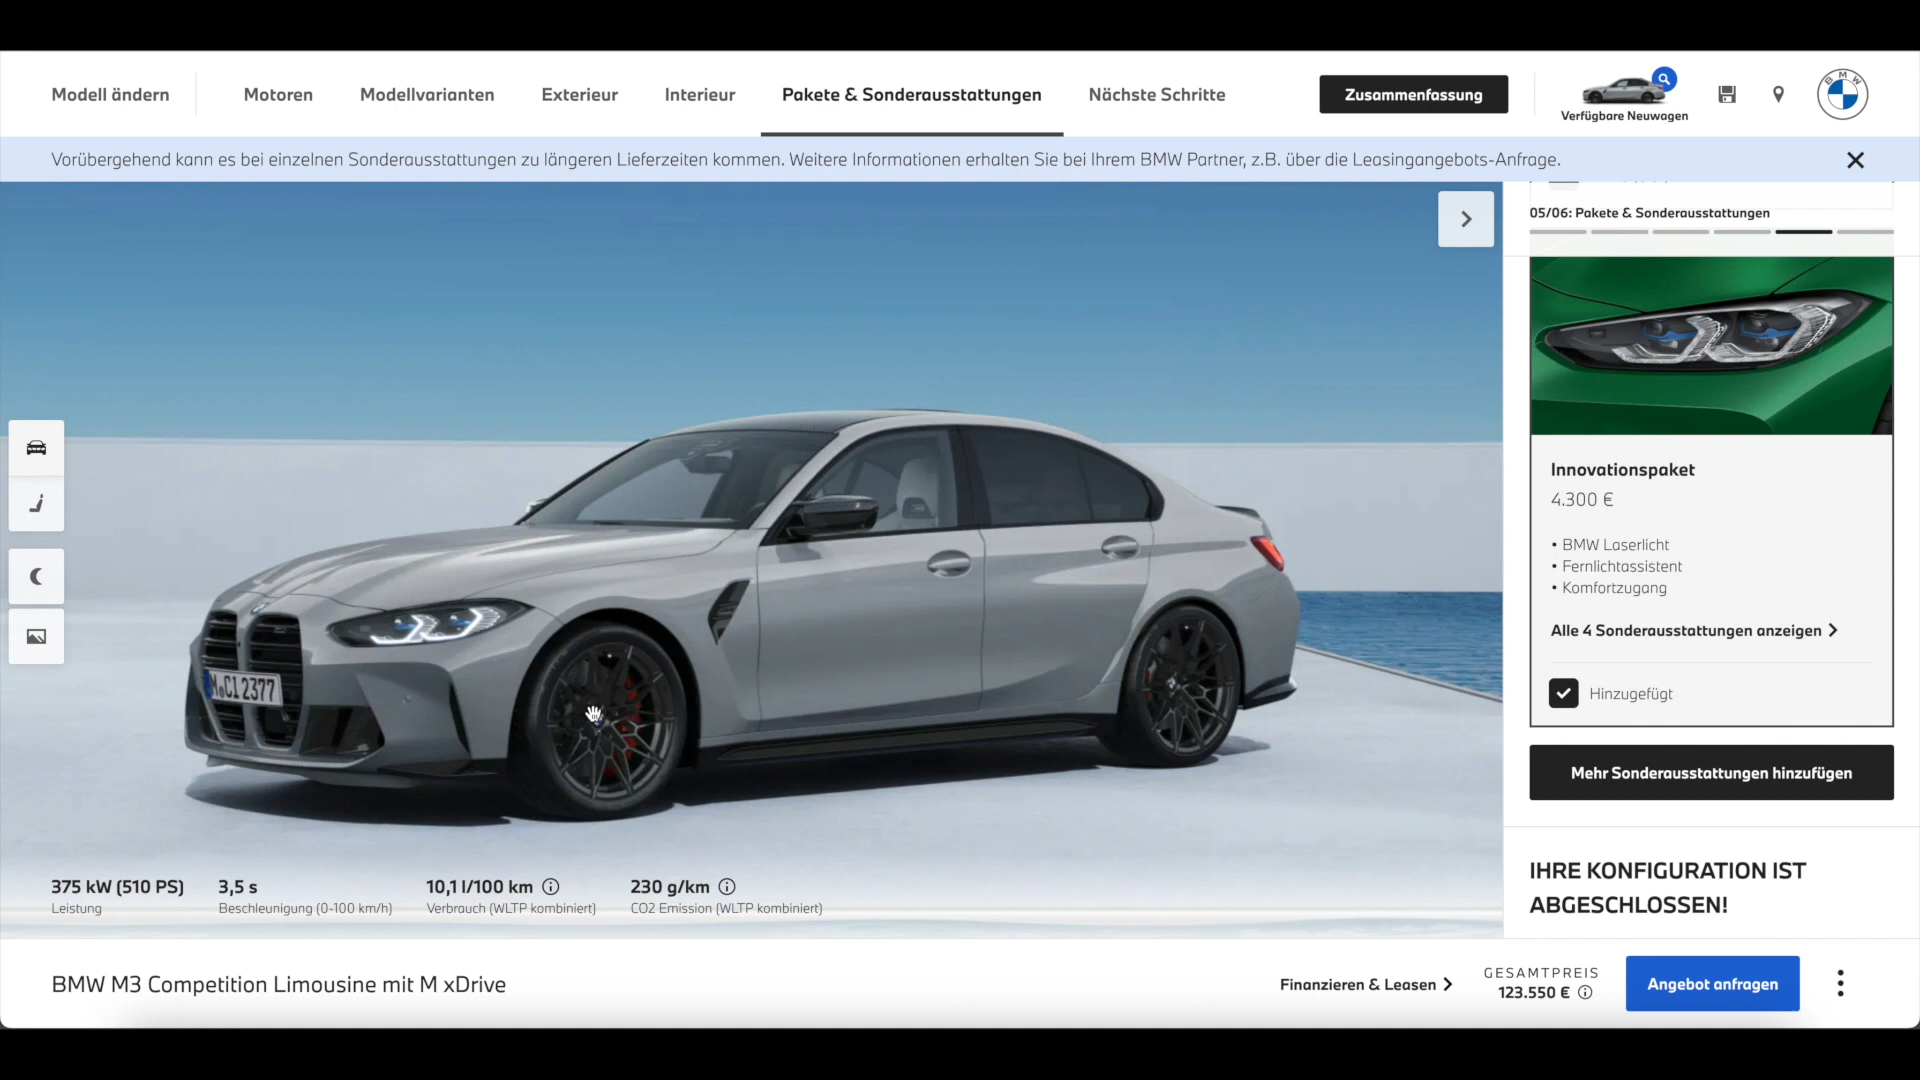 Modell ändern
Motoren
Modellvarianten
Exterieur
Interieur
Pakete & Sonderausstattungen
Nächste Schritte
Zusammenfassung
Verfügbare Neuwagen
BMW
Vorübergehend kann es bei einzelnen Sonderausstattungen zu längeren Lieferzeiten kommen. Weitere Informationen erhalten Sie bei Ihrem BMW Partner, z.B. über die Leasingangebots-Anfrage.
05/06: Pakete & Sonderausstattungen
Innovationspaket
4.300 €
• BMW Laserlicht
• Fernlichtassistent
• Komfortzugang
Alle 4 Sonderausstattungen anzeigen
Hinzugefügt
Mehr Sonderausstattungen hinzufügen
IHRE KONFIGURATION IST
ABGESCHLOSSEN!
M CI 2377
375 kW (510 PS)
Leistung
3,5 s
Beschleunigung (0-100 km/h)
10,1 l/100 km
Verbrauch (WLTP kombiniert)
230 g/km
CO2 Emission (WLTP kombiniert)
BMW M3 Competition Limousine mit M xDrive
Finanzieren & Leasen
GESAMTPREIS
123.550 €
Angebot anfragen